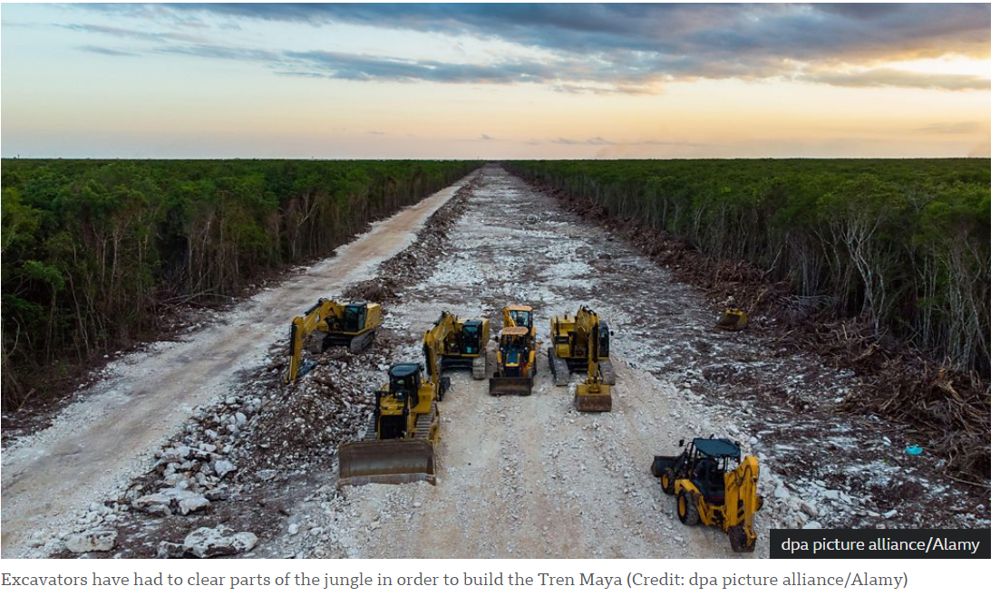 dpa picture alliance/Alamy
Excavators have had to clear parts of the jungle in order to build the Tren Maya (Credit: dpa picture alliance/Alamy)